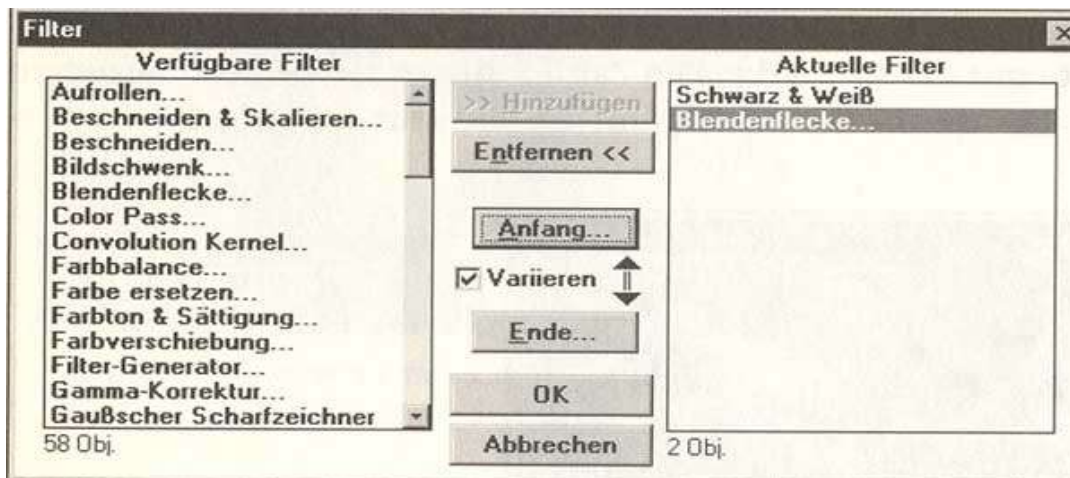 Filter
Verfügbare Filter
Aufrollen...
Beschneiden & Skalieren...
Beschneiden...
Bildschwenk...
Blendenflecke...
Color Pass...
Convolution Kernel...
Farbbalance...
Farbe ersetzen...
Farbton & Sättigung...
Farbverschiebung...
Filter-Generator...
Gamma-Korrektur...
Gaußscher Scharfzeichner
58 Obj.
>> Hinzufügen
Entfernen <<
Anfang...
Variieren
Ende...
OK
Abbrechen
Aktuelle Filter
Schwarz & Weiß
Blendenflecke...
2 Obj.